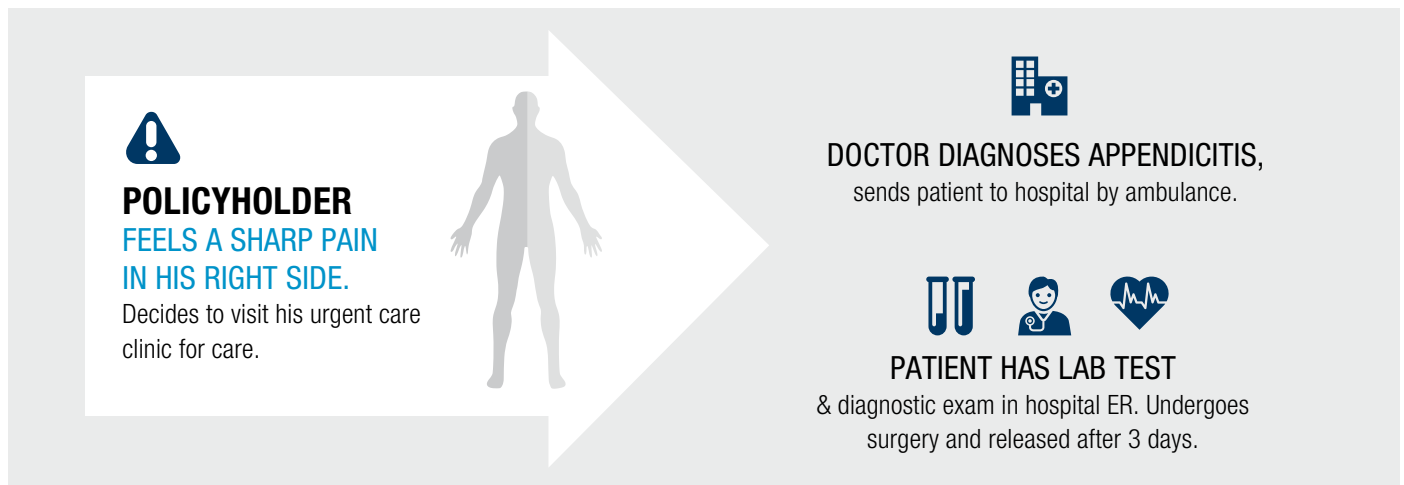 POLICYHOLDER
FEELS A SHARP PAIN
IN HIS RIGHT SIDE.
Decides to visit his urgent care
clinic for care.
DOCTOR DIAGNOSES APPENDICITIS,
sends patient to hospital by ambulance.
PATIENT HAS LAB TEST
& diagnostic exam in hospital ER. Undergoes
surgery and released after 3 days.